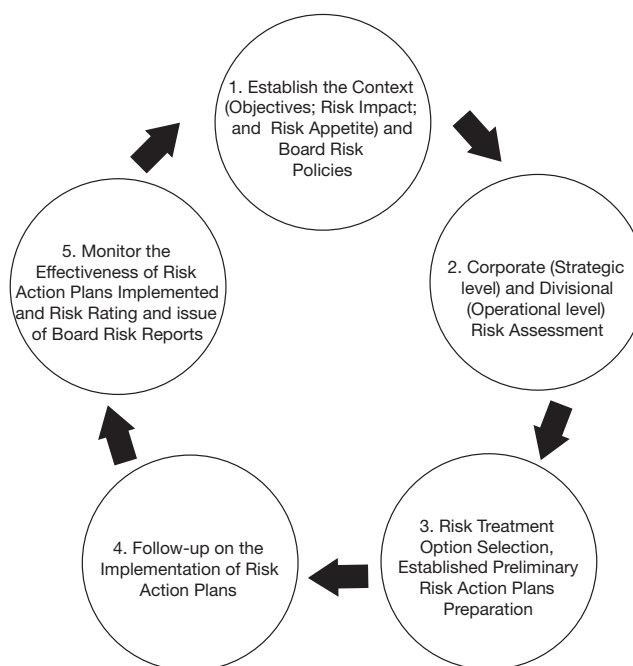 1. Establish the Context
(Objectives; Risk Impact;
and Risk Appetite) and
Board Risk
Policies
2. Corporate (Strategic
level) and Divisional
(Operational level)
Risk Assessment
3. Risk Treatment
Option Selection,
Established Preliminary
Risk Action Plans
Preparation
4. Follow-up on the
Implementation of Risk
Action Plans
5. Monitor the
Effectiveness of Risk
Action Plans Implemented
and Risk Rating and issue
of Board Risk Reports